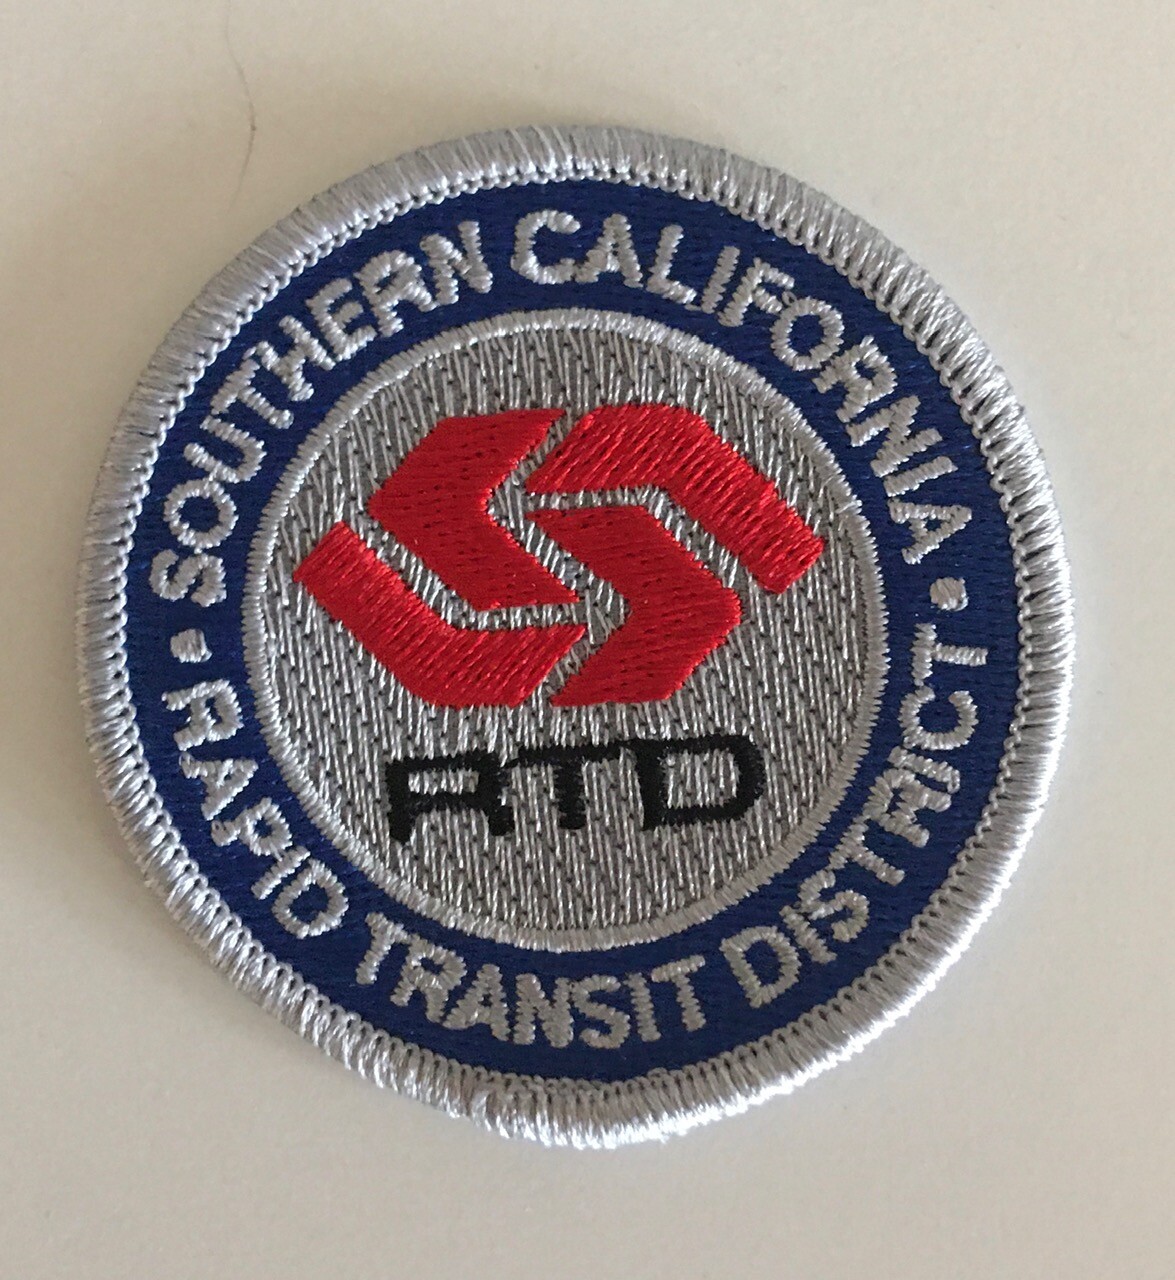 SOUTHERN CALIFORNIA
RTD
• RAPID TRANSIT DISTRICT •